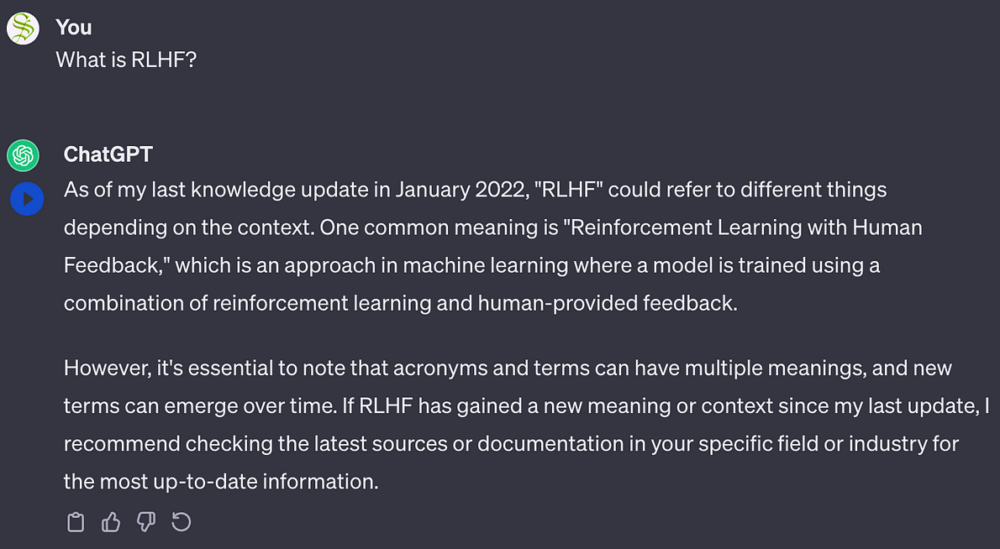 You
What is RLHF?
ChatGPT
As of my last knowledge update in January 2022, "RLHF" could refer to different things
depending on the context. One common meaning is "Reinforcement Learning with Human
Feedback," which is an approach in machine learning where a model is trained using a
combination of reinforcement learning and human-provided feedback.
However, it's essential to note that acronyms and terms can have multiple meanings, and new
terms can emerge over time. If RLHF has gained a new meaning or context since my last update, I
recommend checking the latest sources or documentation in your specific field or industry for
the most up-to-date information.